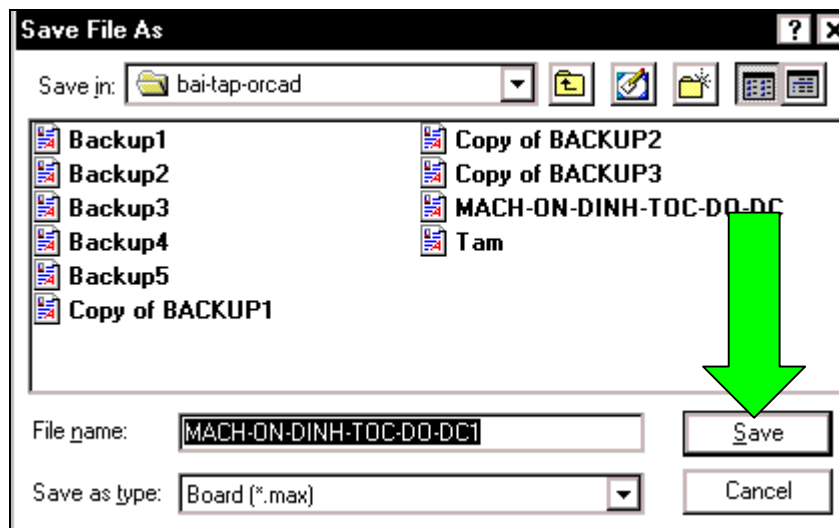 Save File As
Save in: bai-tap-orcad
Backup1
Backup2
Backup3
Backup4
Backup5
Copy of BACKUP1
Copy of BACKUP2
Copy of BACKUP3
MACH-ON-DINH-TOC-DO-DC
Tam
File name: MACH-ON-DINH-TOC-DO-DC1 Save
Save as type: Board (*.max) Cancel